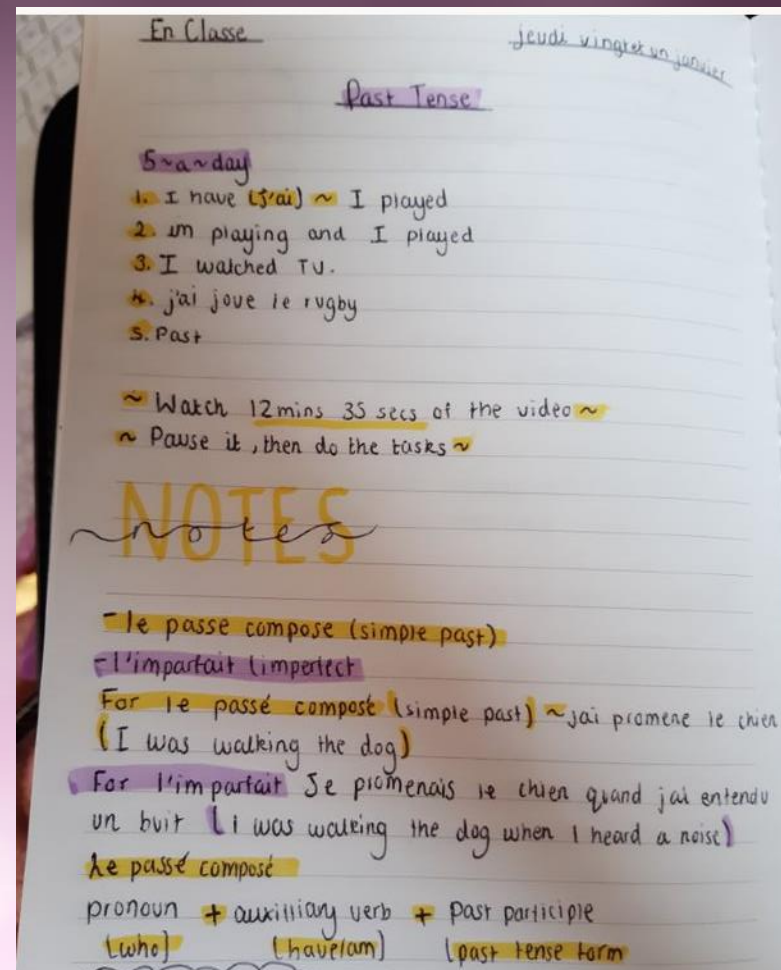 En Classe
jeudi vingt et un janvier
Past Tense
5~a~day
1. I have (j'ai) ~ I played
2. im playing and I played
3. I watched TV.
4. j'ai joue le rugby
5. Past
~ Watch 12mins 35 secs of the video ~
~ Pause it, then do the tasks ~
NOTES
notes
- le passe compose (simple past)
- l'imparfait (imperfect
For le passé composé (simple past) ~ jai promene le chien
(I was walking the dog)
For l'imparfait Je promenais le chien quand jai entendu
un buit (i was walking the dog when I heard a noise)
Le passé composé
pronoun + auxilliary verb + past participle
(who) (have/am) (past tense form